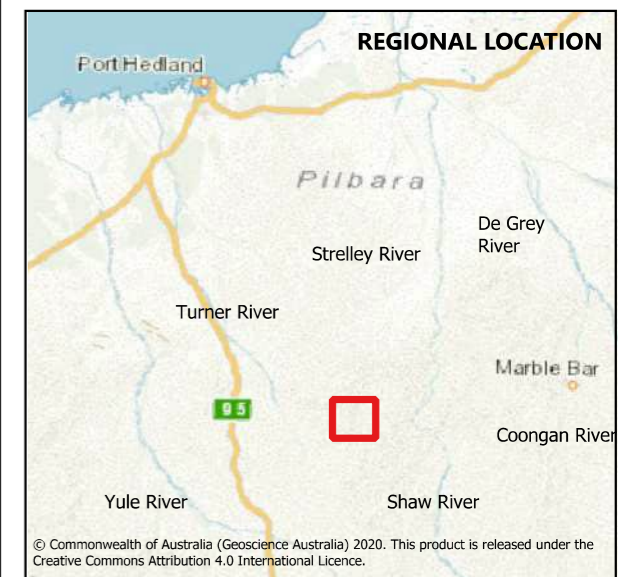 REGIONAL LOCATION
Port Hedland
Pilbara
De Grey
River
Strelley River
Turner River
Marble Bar
95
Coongan River
Yule River
Shaw River
© Commonwealth of Australia (Geoscience Australia) 2020. This product is released under the
Creative Commons Attribution 4.0 International Licence.